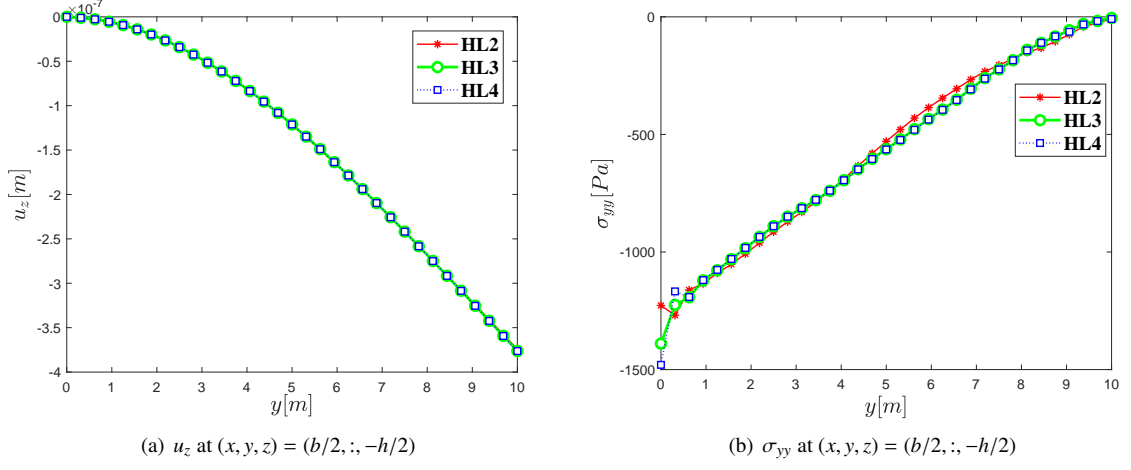 ×10⁻⁷
0
-0.5
-1
-1.5
-2
-2.5
-3
-3.5
-4
u_z[m]
0 1 2 3 4 5 6 7 8 9 10
y[m]
HL2
HL3
HL4
(a) u_z at (x, y, z) = (b/2, :, −h/2)
0
-500
-1000
-1500
σ_yy[Pa]
0 1 2 3 4 5 6 7 8 9 10
y[m]
HL2
HL3
HL4
(b) σ_yy at (x, y, z) = (b/2, :, −h/2)